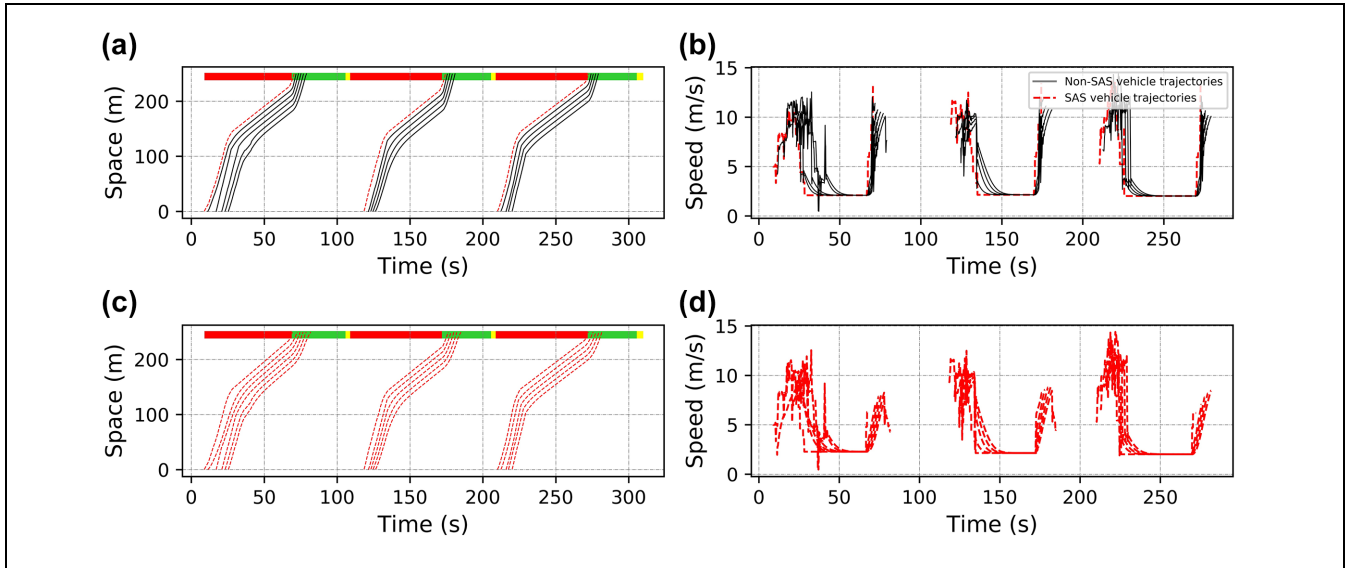 (a)
200
100
0
Space (m)
0 50 100 150 200 250 300
Time (s)
(b)
15
10
5
0
Speed (m/s)
Non-SAS vehicle trajectories
SAS vehicle trajectories
0 50 100 150 200 250
Time (s)
(c)
200
100
0
Space (m)
0 50 100 150 200 250 300
Time (s)
(d)
15
10
5
0
Speed (m/s)
0 50 100 150 200 250
Time (s)